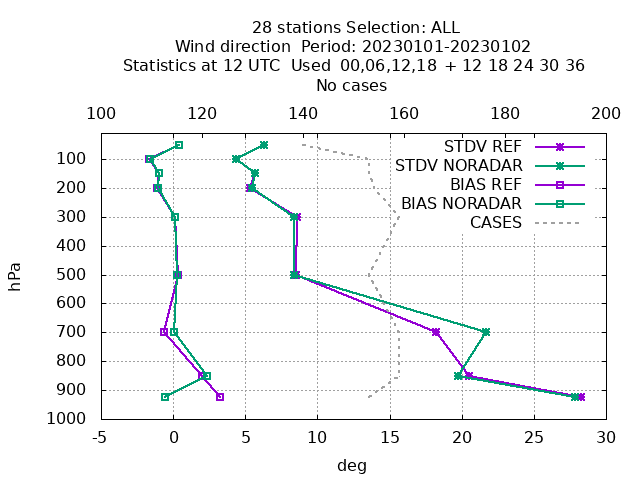 28 stations Selection: ALL
Wind direction  Period: 20230101-20230102
Statistics at 12 UTC  Used  00,06,12,18  + 12 18 24 30 36
No cases
100 120 140 160 180 200
STDV REF
STDV NORADAR
BIAS REF
BIAS NORADAR
CASES
hPa
100
200
300
400
500
600
700
800
900
1000
-5 0 5 10 15 20 25 30
deg